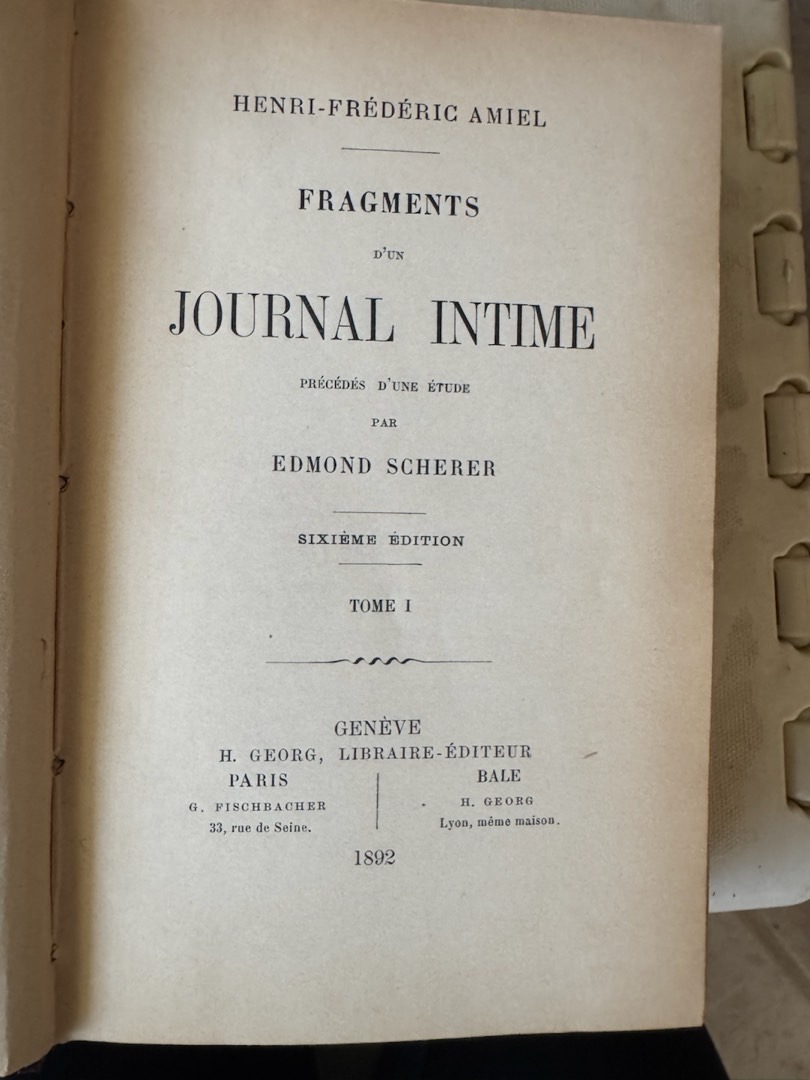 HENRI-FRÉDÉRIC AMIEL
FRAGMENTS
D'UN
JOURNAL INTIME
PRÉCÉDÉS D'UNE ÉTUDE
PAR
EDMOND SCHERER
SIXIÈME ÉDITION
TOME I
GENÈVE
H. GEORG, LIBRAIRE-ÉDITEUR
PARIS
G. FISCHBACHER
33, rue de Seine.
BALE
H. GEORG
Lyon, même maison.
1892